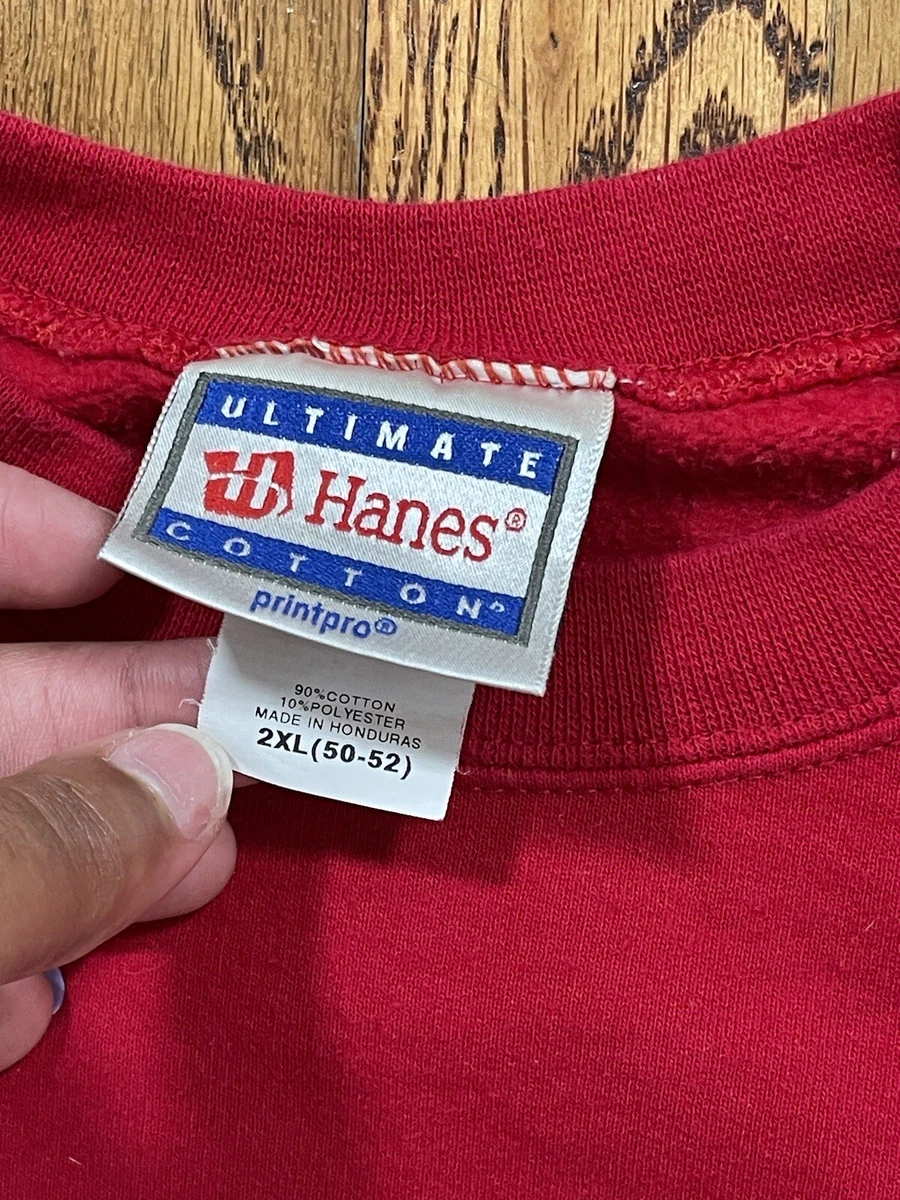 ULTIMATE
Hanes®
COTTON
printpro®
90%COTTON
10%POLYESTER
MADE IN HONDURAS
2XL(50-52)